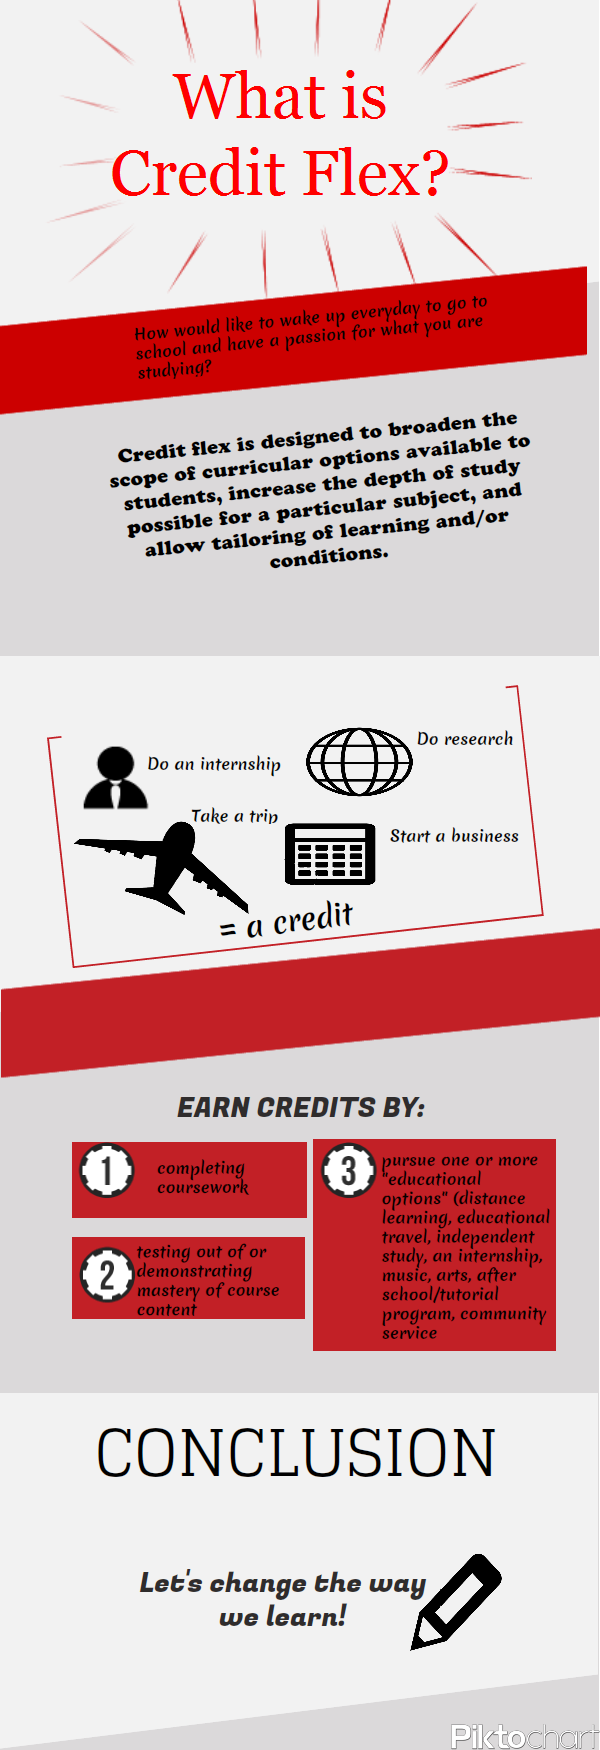 What is
Credit Flex?
How would like to wake up everyday to go to
school and have a passion for what you are
studying?
Credit flex is designed to broaden the
scope of curricular options available to
students, increase the depth of study
possible for a particular subject, and
allow tailoring of learning and/or
conditions.
Do an internship
Do research
Take a trip
Start a business
= a credit
EARN CREDITS BY:
1
completing
coursework
2
testing out of or
demonstrating
mastery of course
content
3
pursue one or more
"educational
options" (distance
learning, educational
travel, independent
study, an internship,
music, arts, after
school/tutorial
program, community
service
CONCLUSION
Let's change the way
we learn!
Piktochart